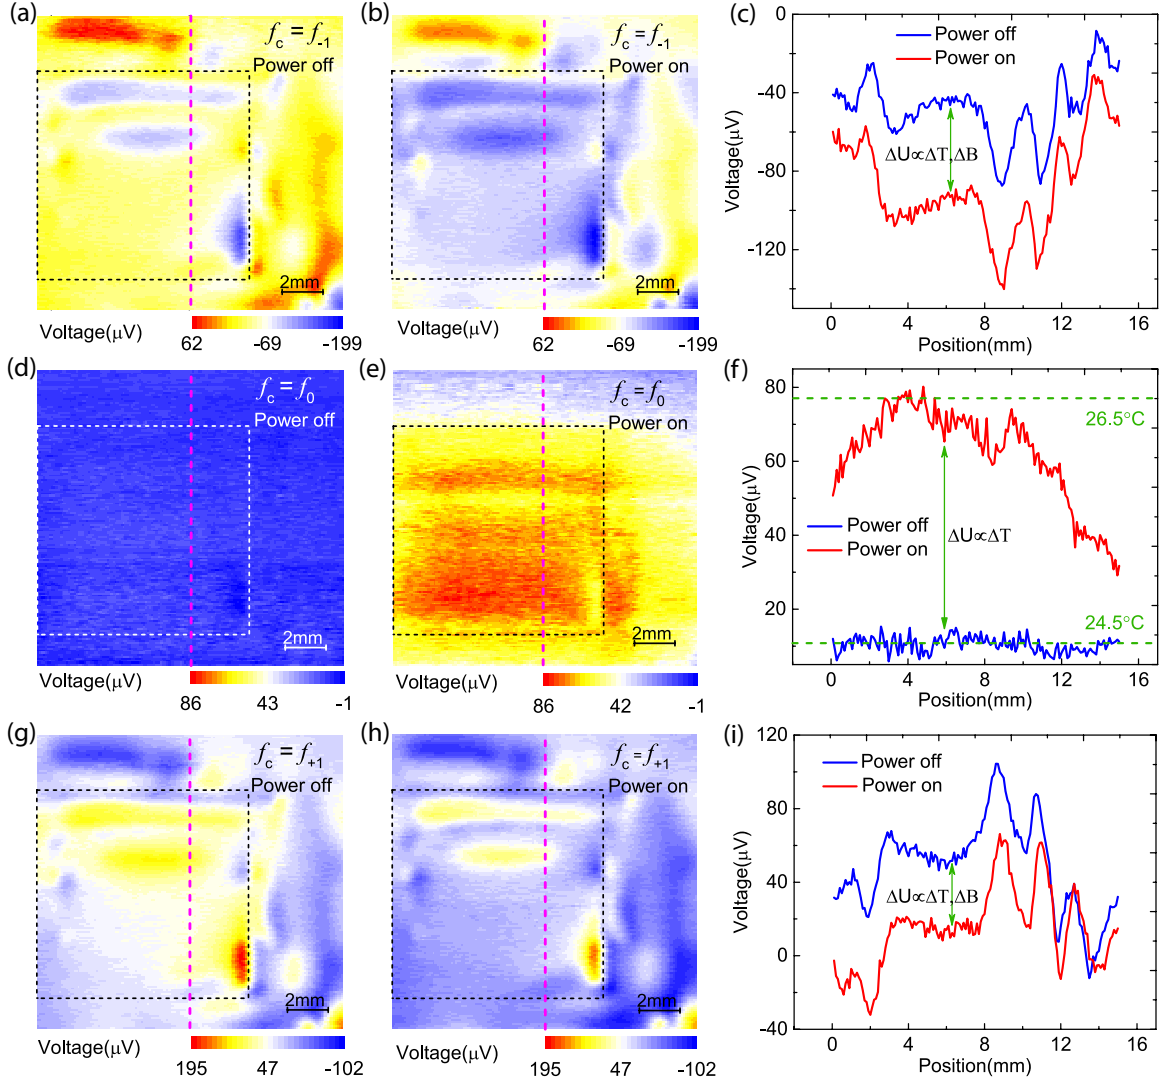 (a)
f_c = f_-1
Power off
2mm
Voltage(μV)
62 -69 -199
(b)
f_c = f_-1
Power on
2mm
Voltage(μV)
62 -69 -199
(c)
0
-40
-80
-120
Voltage(μV)
Power off
Power on
ΔU∝ΔT,ΔB
0 4 8 12 16
Position(mm)
(d)
f_c = f_0
Power off
2mm
Voltage(μV)
86 43 -1
(e)
f_c = f_0
Power on
2mm
Voltage(μV)
86 42 -1
(f)
80
60
40
20
Voltage(μV)
26.5°C
Power off
Power on
ΔU∝ΔT
24.5°C
0 4 8 12 16
Position(mm)
(g)
f_c = f_+1
Power off
2mm
Voltage(μV)
195 47 -102
(h)
f_c = f_+1
Power on
2mm
Voltage(μV)
195 47 -102
(i)
120
80
40
0
-40
Voltage(μV)
Power off
Power on
ΔU∝ΔT,ΔB
0 4 8 12 16
Position(mm)